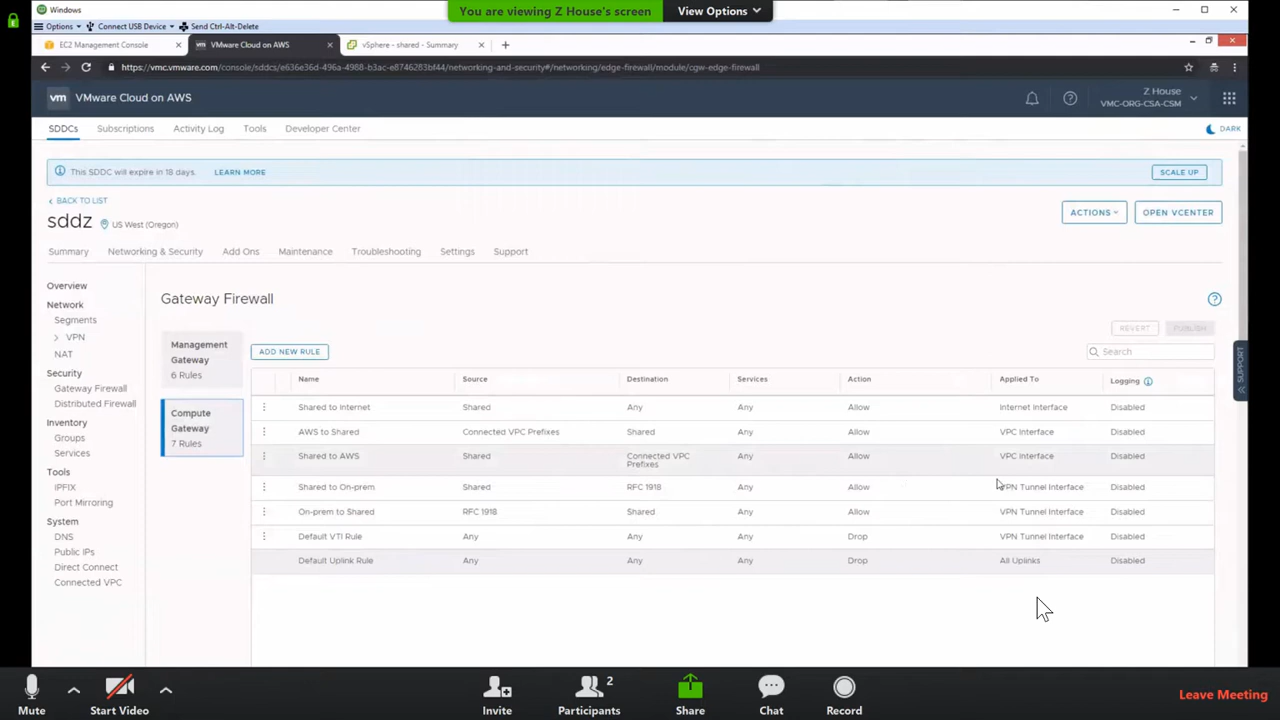 Windows
You are viewing Z House's screen
View Options
Options
Connect USB Device
Send Ctrl-Alt-Delete
EC2 Management Console
VMware Cloud on AWS
vSphere - shared - Summary
https://vmc.vmware.com/console/sddcs/e636e36d-496a-4988-b3ac-e8746283bf44/networking-and-security#/networking/edge-firewall/module/cgw-edge-firewall
vm
VMware Cloud on AWS
Z House
VMC-ORG-CSA-CSM
SDDCs
Subscriptions
Activity Log
Tools
Developer Center
DARK
This SDDC will expire in 18 days.
LEARN MORE
SCALE UP
BACK TO LIST
sddz
US West (Oregon)
ACTIONS
OPEN VCENTER
Summary
Networking & Security
Add Ons
Maintenance
Troubleshooting
Settings
Support
Overview
Network
Segments
VPN
NAT
Security
Gateway Firewall
Distributed Firewall
Inventory
Groups
Services
Tools
IPFIX
Port Mirroring
System
DNS
Public IPs
Direct Connect
Connected VPC
Gateway Firewall
REVERT
PUBLISH
Management
Gateway
6 Rules
Compute
Gateway
7 Rules
ADD NEW RULE
Search
Name Source Destination Services Action Applied To Logging
Shared to Internet Shared Any Any Allow Internet Interface Disabled
AWS to Shared Connected VPC Prefixes Shared Any Allow VPC Interface Disabled
Shared to AWS Shared Connected VPC Prefixes Any Allow VPC Interface Disabled
Shared to On-prem Shared RFC 1918 Any Allow VPN Tunnel Interface Disabled
On-prem to Shared RFC 1918 Shared Any Allow VPN Tunnel Interface Disabled
Default VTI Rule Any Any Any Drop VPN Tunnel Interface Disabled
Default Uplink Rule Any Any Any Drop All Uplinks Disabled
SUPPORT
Mute
Start Video
Invite
2
Participants
Share
Chat
Record
Leave Meeting